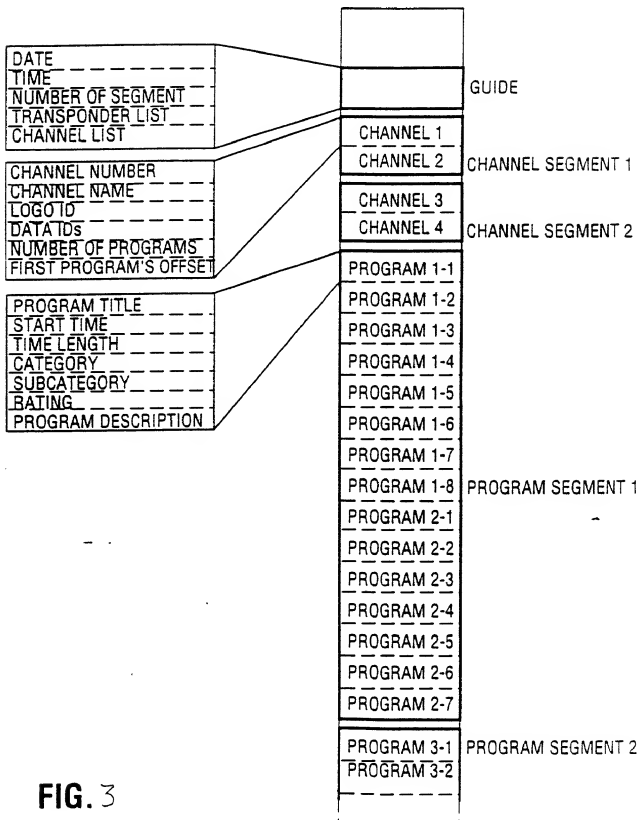 DATE
TIME
NUMBER OF SEGMENT
TRANSPONDER LIST
CHANNEL LIST
CHANNEL NUMBER
CHANNEL NAME
LOGO ID
DATA IDs
NUMBER OF PROGRAMS
FIRST PROGRAM'S OFFSET
PROGRAM TITLE
START TIME
TIME LENGTH
CATEGORY
SUBCATEGORY
RATING
PROGRAM DESCRIPTION
GUIDE
CHANNEL 1
CHANNEL 2 CHANNEL SEGMENT 1
CHANNEL 3
CHANNEL 4 CHANNEL SEGMENT 2
PROGRAM 1-1
PROGRAM 1-2
PROGRAM 1-3
PROGRAM 1-4
PROGRAM 1-5
PROGRAM 1-6
PROGRAM 1-7
PROGRAM 1-8 PROGRAM SEGMENT 1
PROGRAM 2-1
PROGRAM 2-2
PROGRAM 2-3
PROGRAM 2-4
PROGRAM 2-5
PROGRAM 2-6
PROGRAM 2-7
PROGRAM 3-1 PROGRAM SEGMENT 2
PROGRAM 3-2
FIG. 3